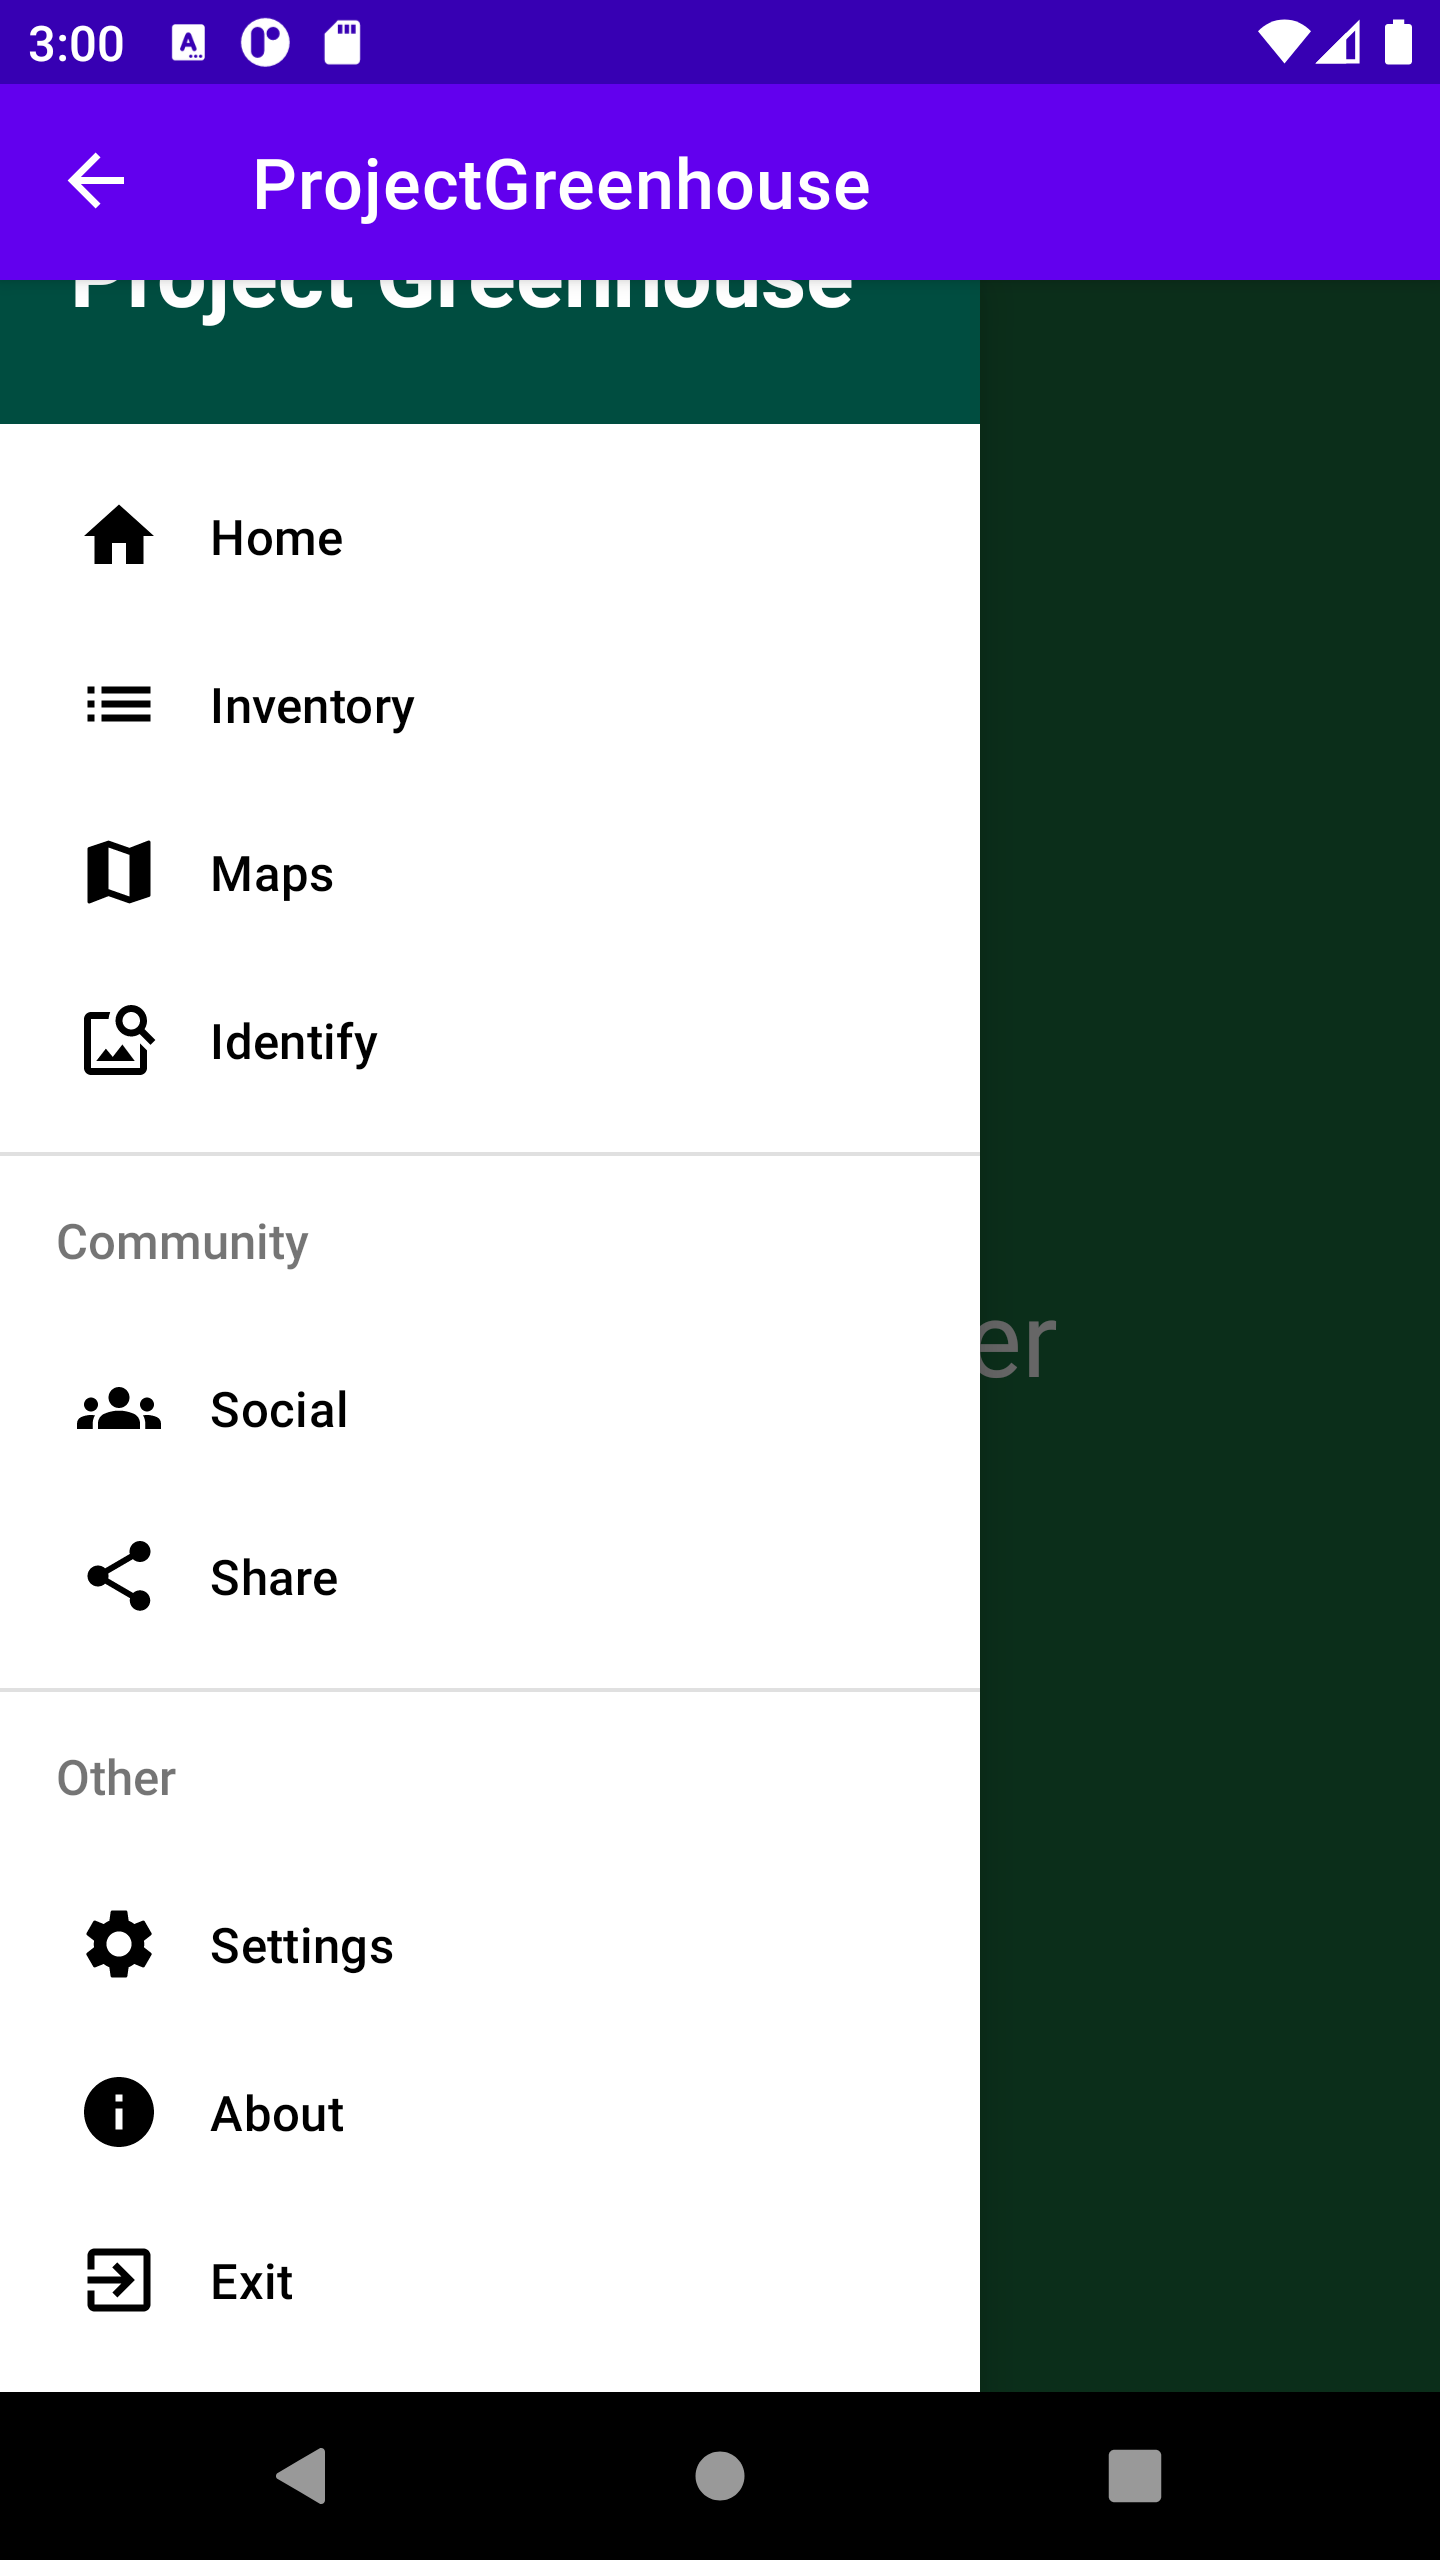 3:00
ProjectGreenhouse
Project Greenhouse
Home
Inventory
Maps
Identify
Community
er
Social
Share
Other
Settings
About
Exit